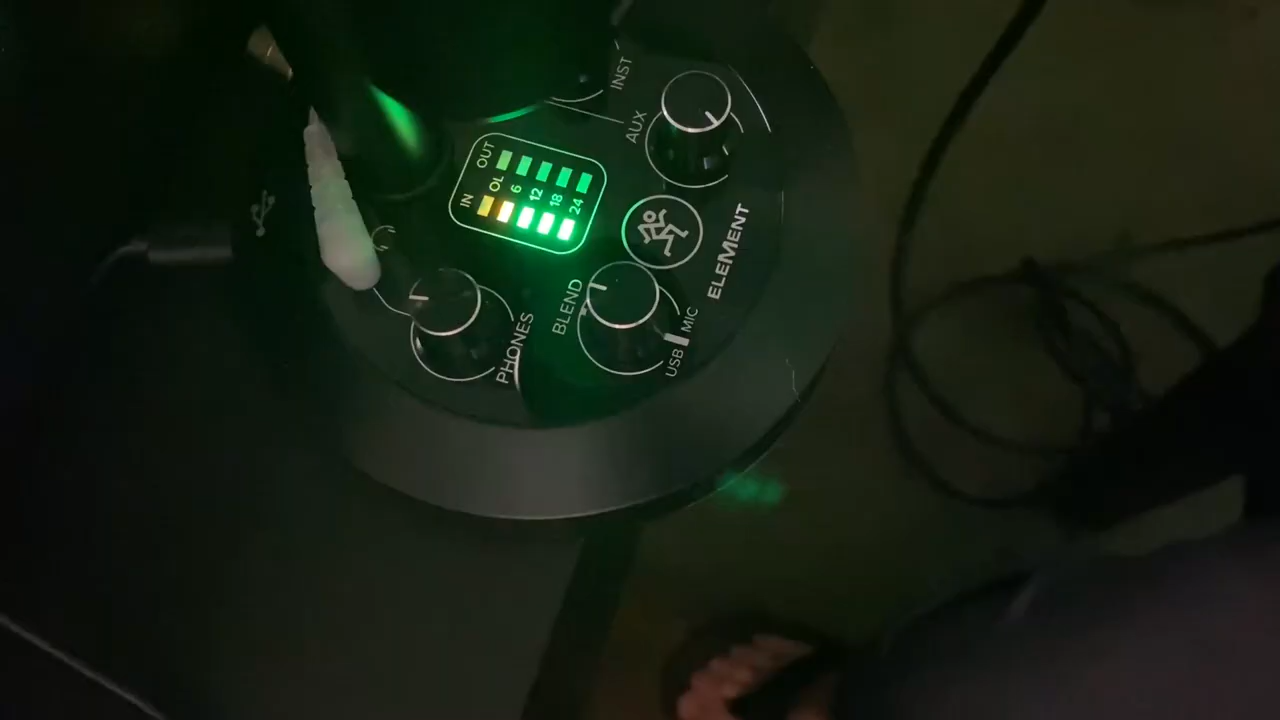 INST
AUX
OUT
IN OL 6 12 18 24
ELEMENT
BLEND
USB MIC
PHONES